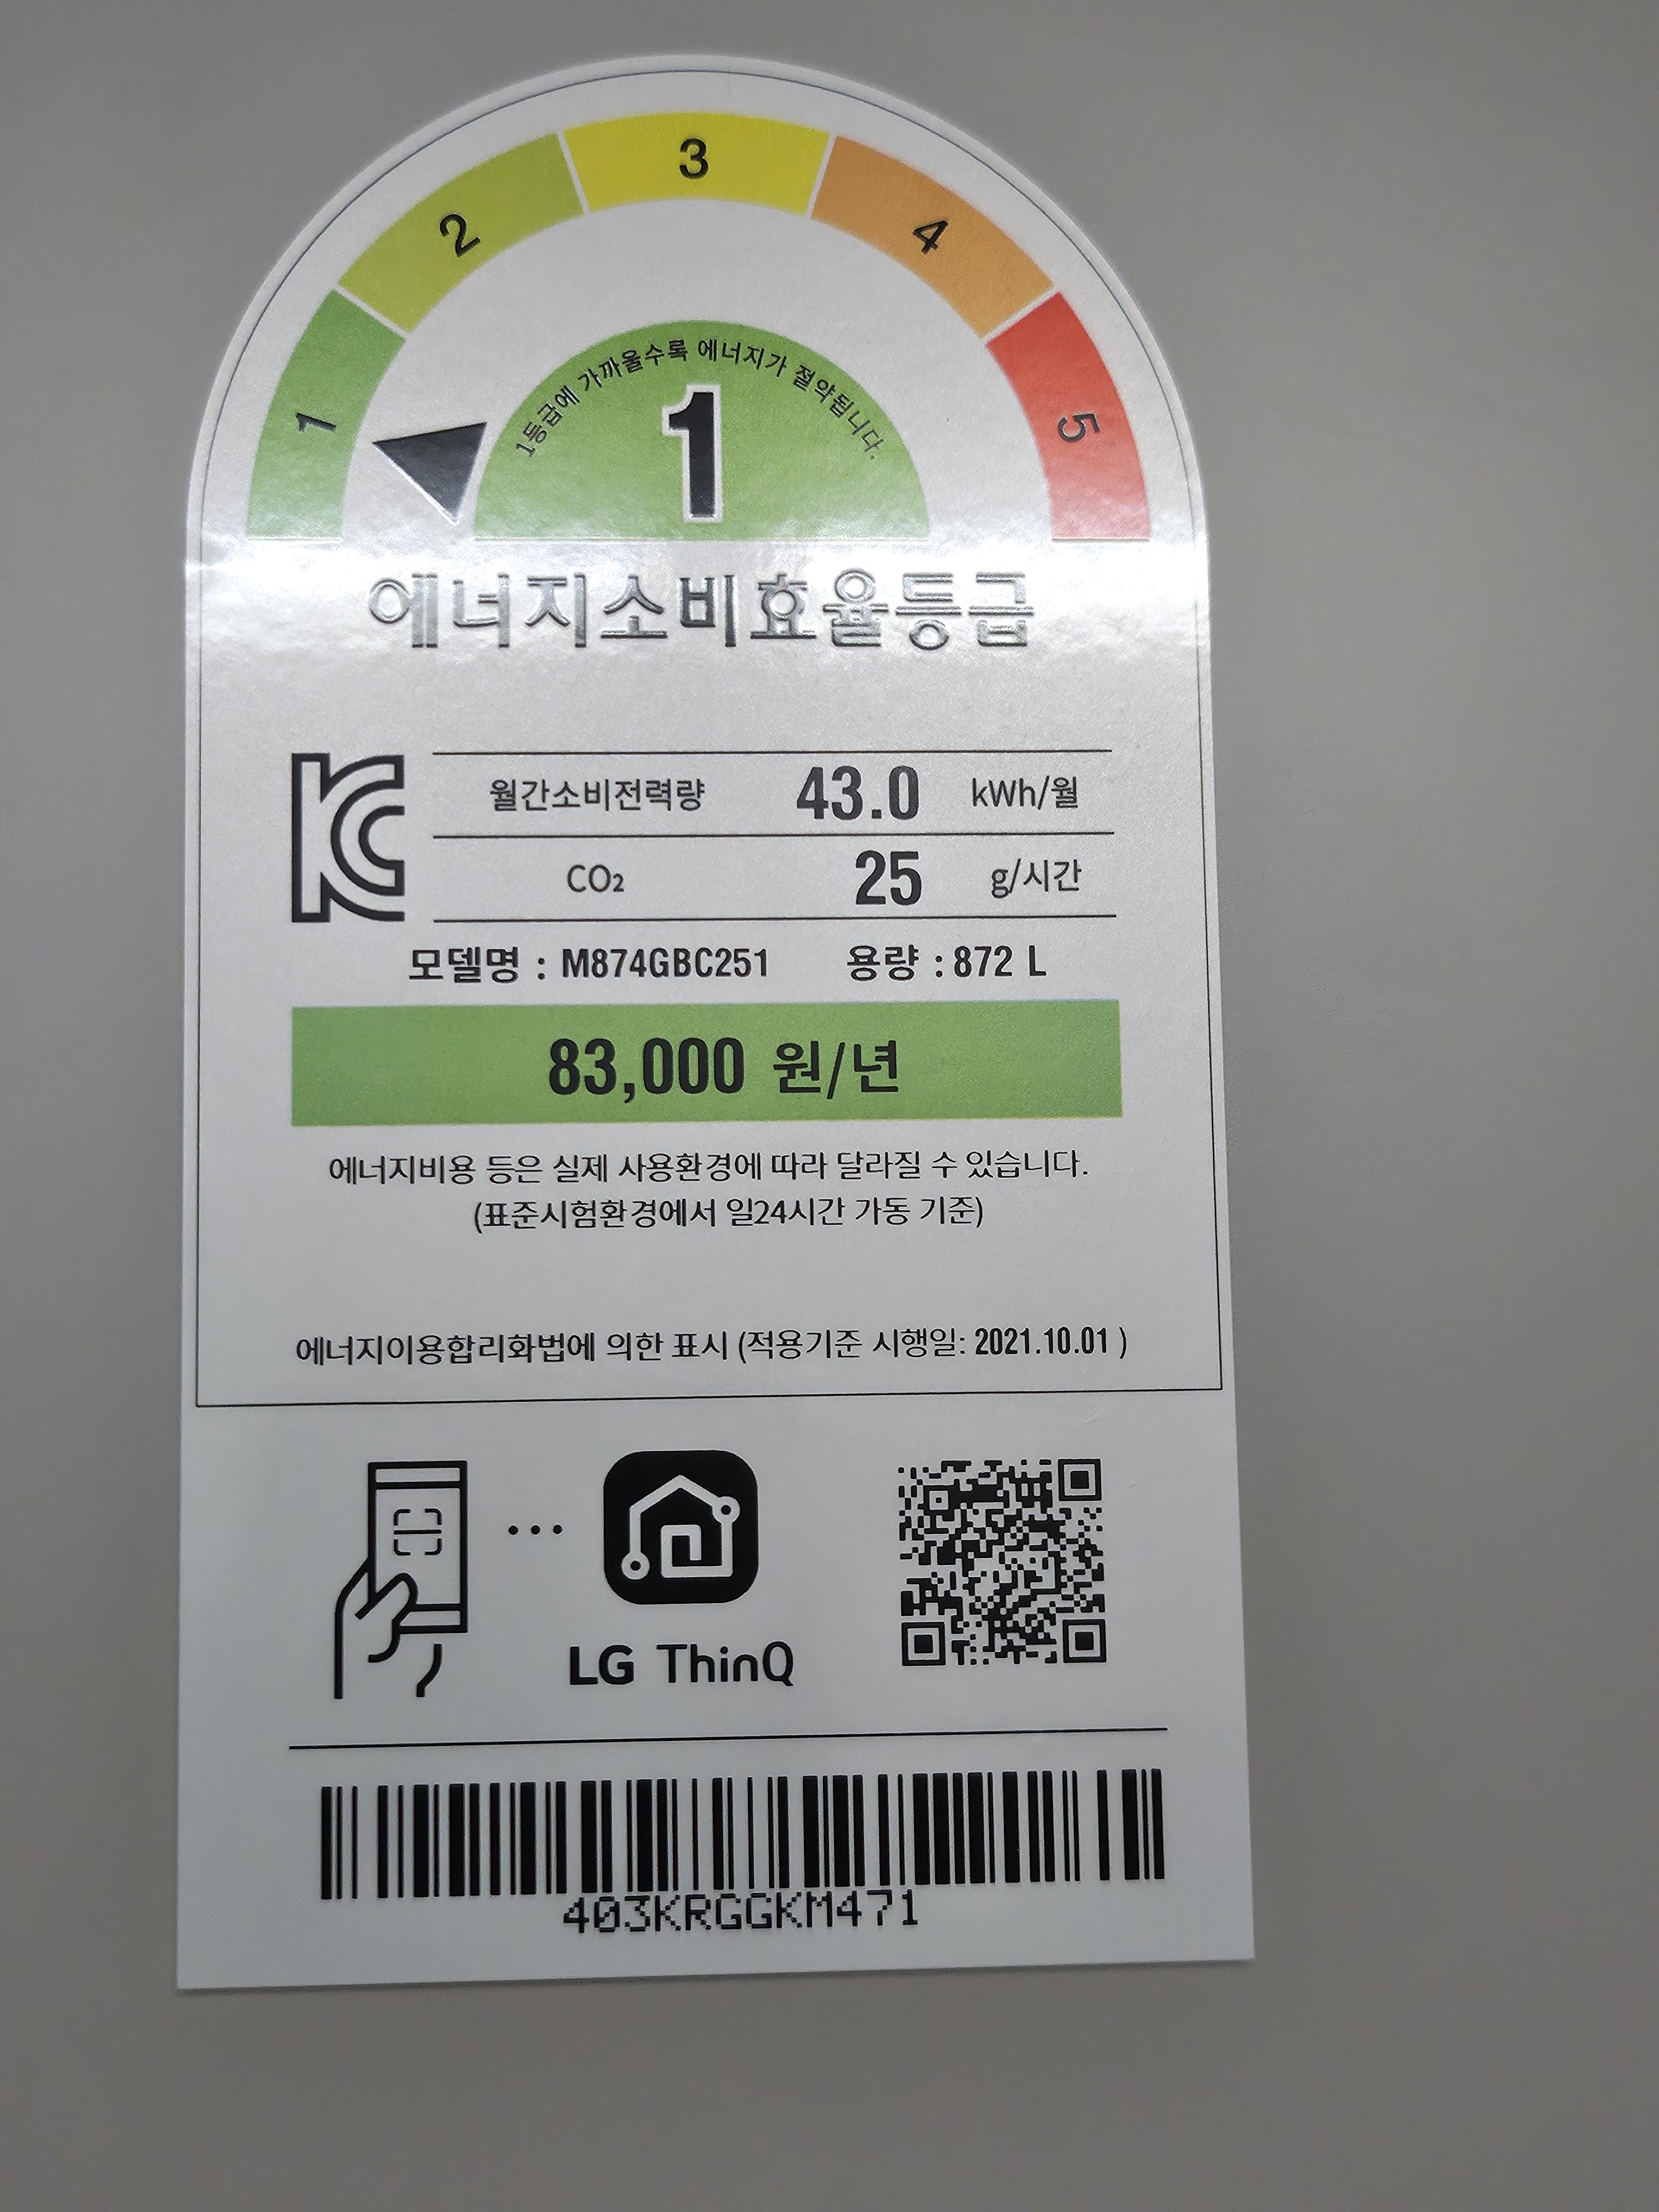 3
2 4
1 5
1등급에 가까울수록 에너지가 절약됩니다.
1
에너지소비효율등급
월간소비전력량 43.0 kWh/월
CO₂ 25 g/시간
모델명 : M874GBC251 용량 : 872 L
83,000 원/년
에너지비용 등은 실제 사용환경에 따라 달라질 수 있습니다.
(표준시험환경에서 일24시간 가동 기준)
에너지이용합리화법에 의한 표시 (적용기준 시행일: 2021.10.01 )
LG ThinQ
403KRGGKM471